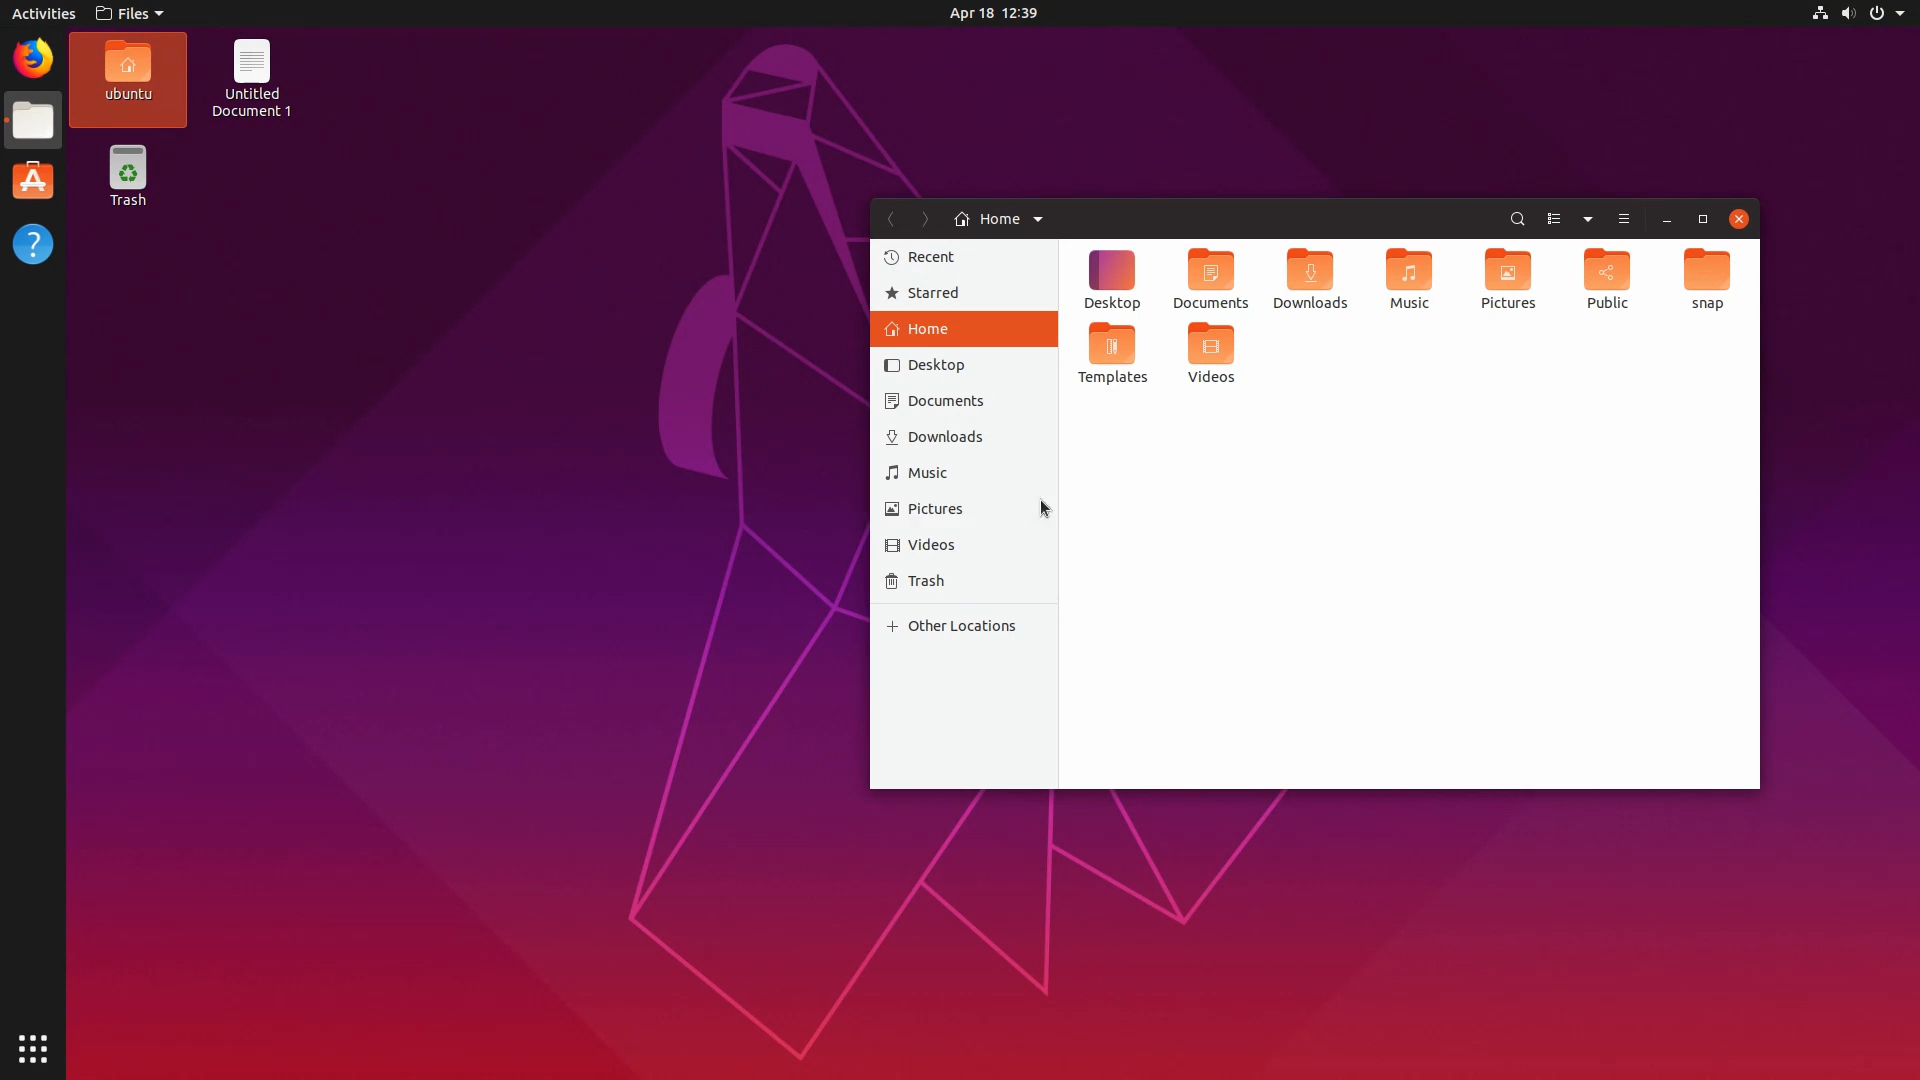 Activities
Files
Apr 18 12:39
ubuntu
Untitled
Document 1
Trash
Home
Recent
Starred
Home
Desktop
Documents
Downloads
Music
Pictures
Videos
Trash
Other Locations
Desktop
Documents
Downloads
Music
Pictures
Public
snap
Templates
Videos